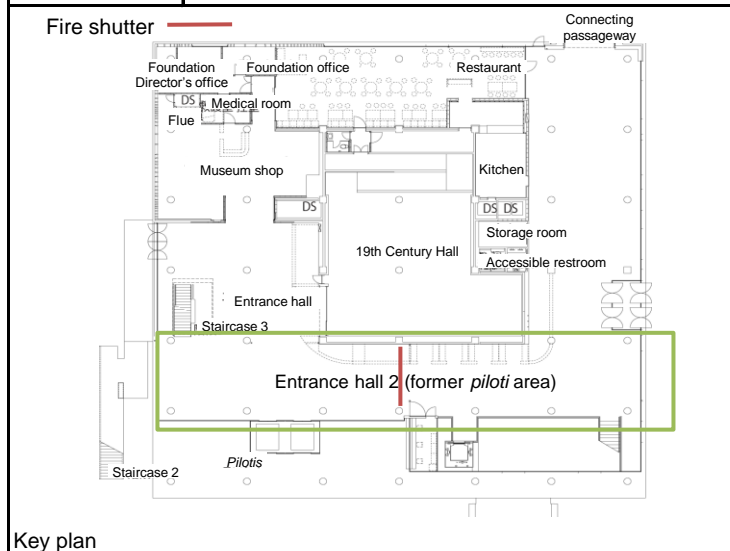 Fire shutter
Connecting
passageway
Foundation
Director's office
Foundation office
Restaurant
DS
Medical room
Flue
Museum shop
Kitchen
DS
DS
DS
Storage room
19th Century Hall
Accessible restroom
Entrance hall
Staircase 3
Entrance hall 2 (former piloti area)
Pilotis
Staircase 2
Key plan